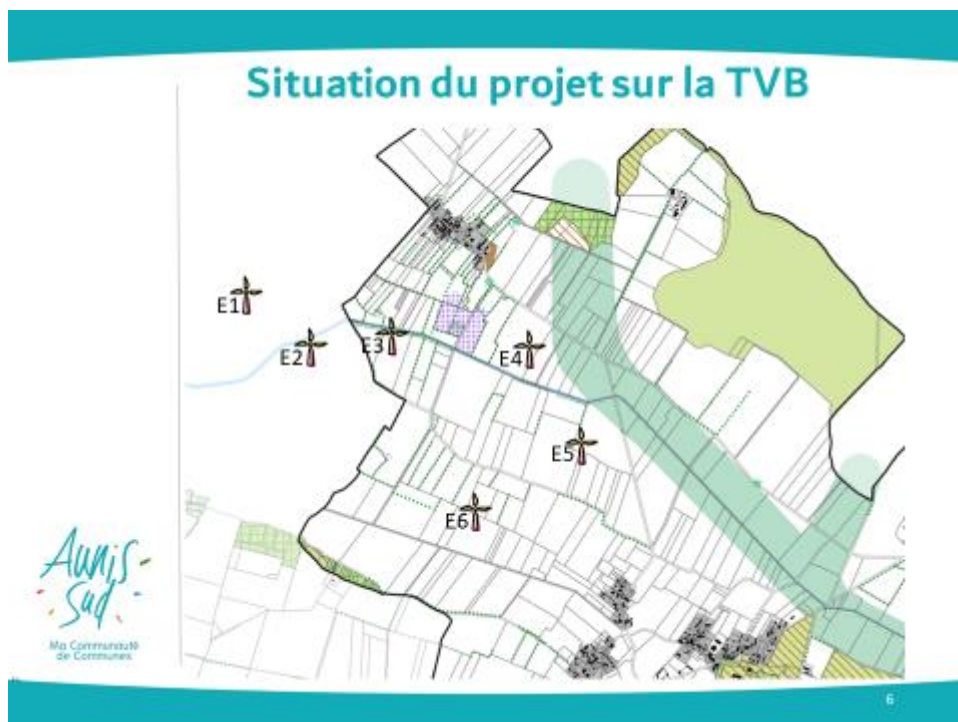 Situation du projet sur la TVB
E1
E2
E3
E4
E5
E6
Aunis
Sud
Ma Communauté
de Communes
6